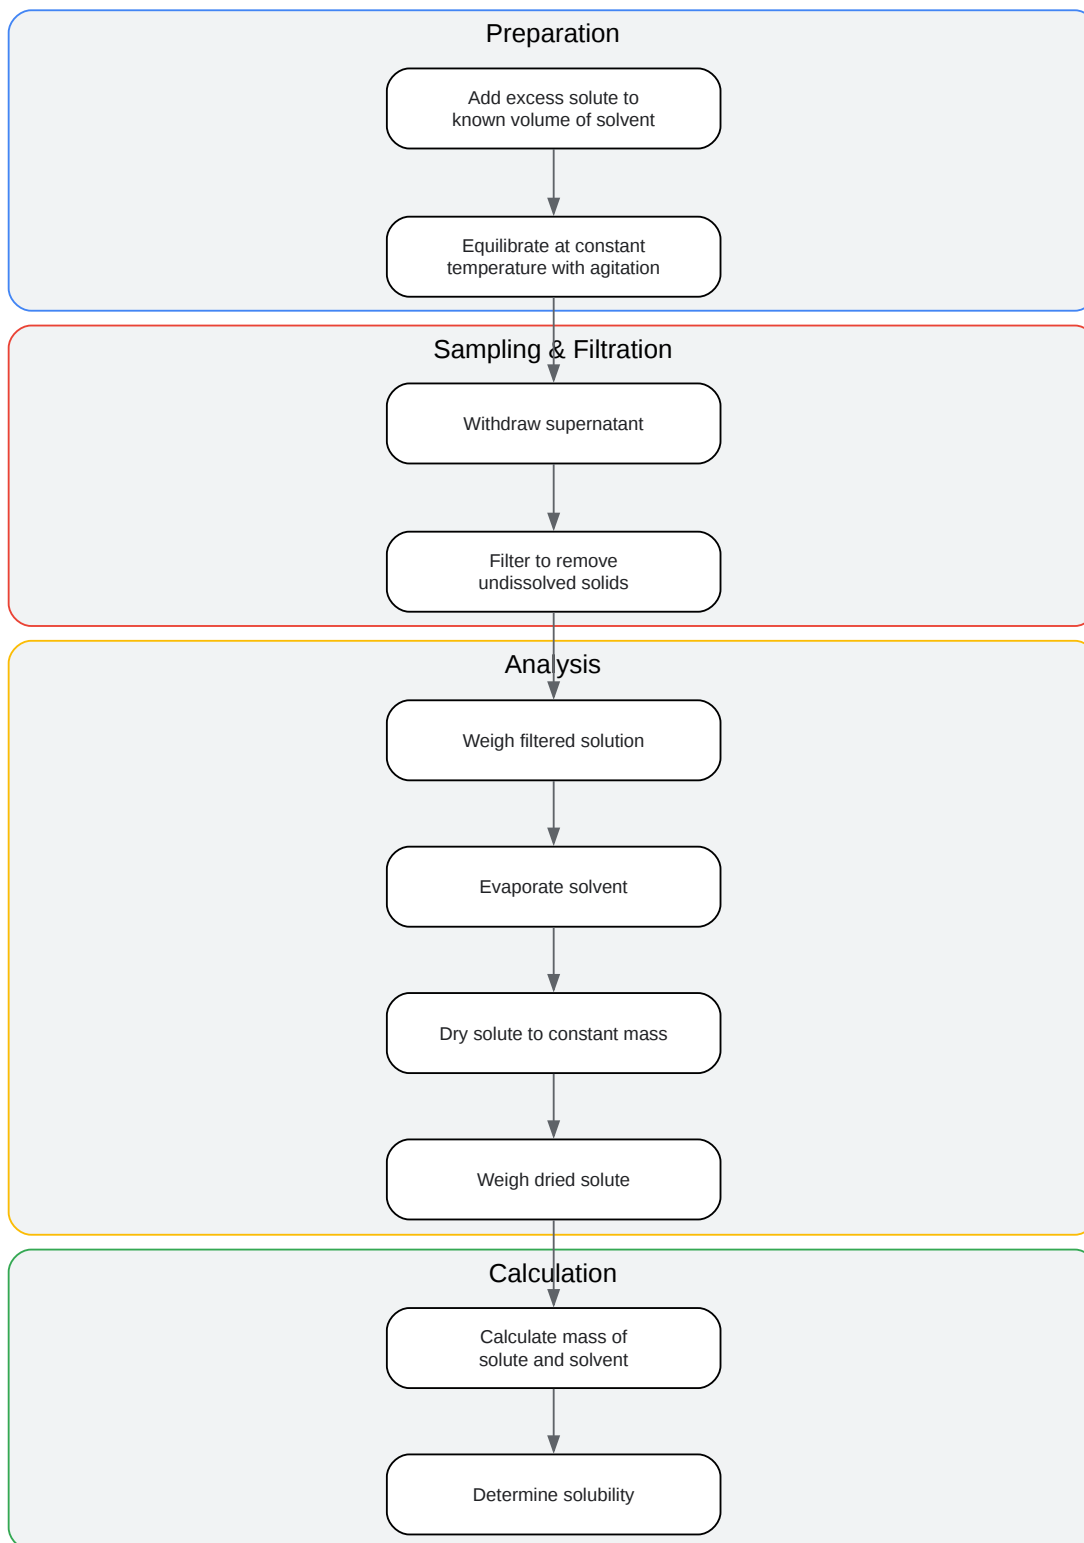 Preparation
Add excess solute to
known volume of solvent
Equilibrate at constant
temperature with agitation
Sampling & Filtration
Withdraw supernatant
Filter to remove
undissolved solids
Analysis
Weigh filtered solution
Evaporate solvent
Dry solute to constant mass
Weigh dried solute
Calculation
Calculate mass of
solute and solvent
Determine solubility